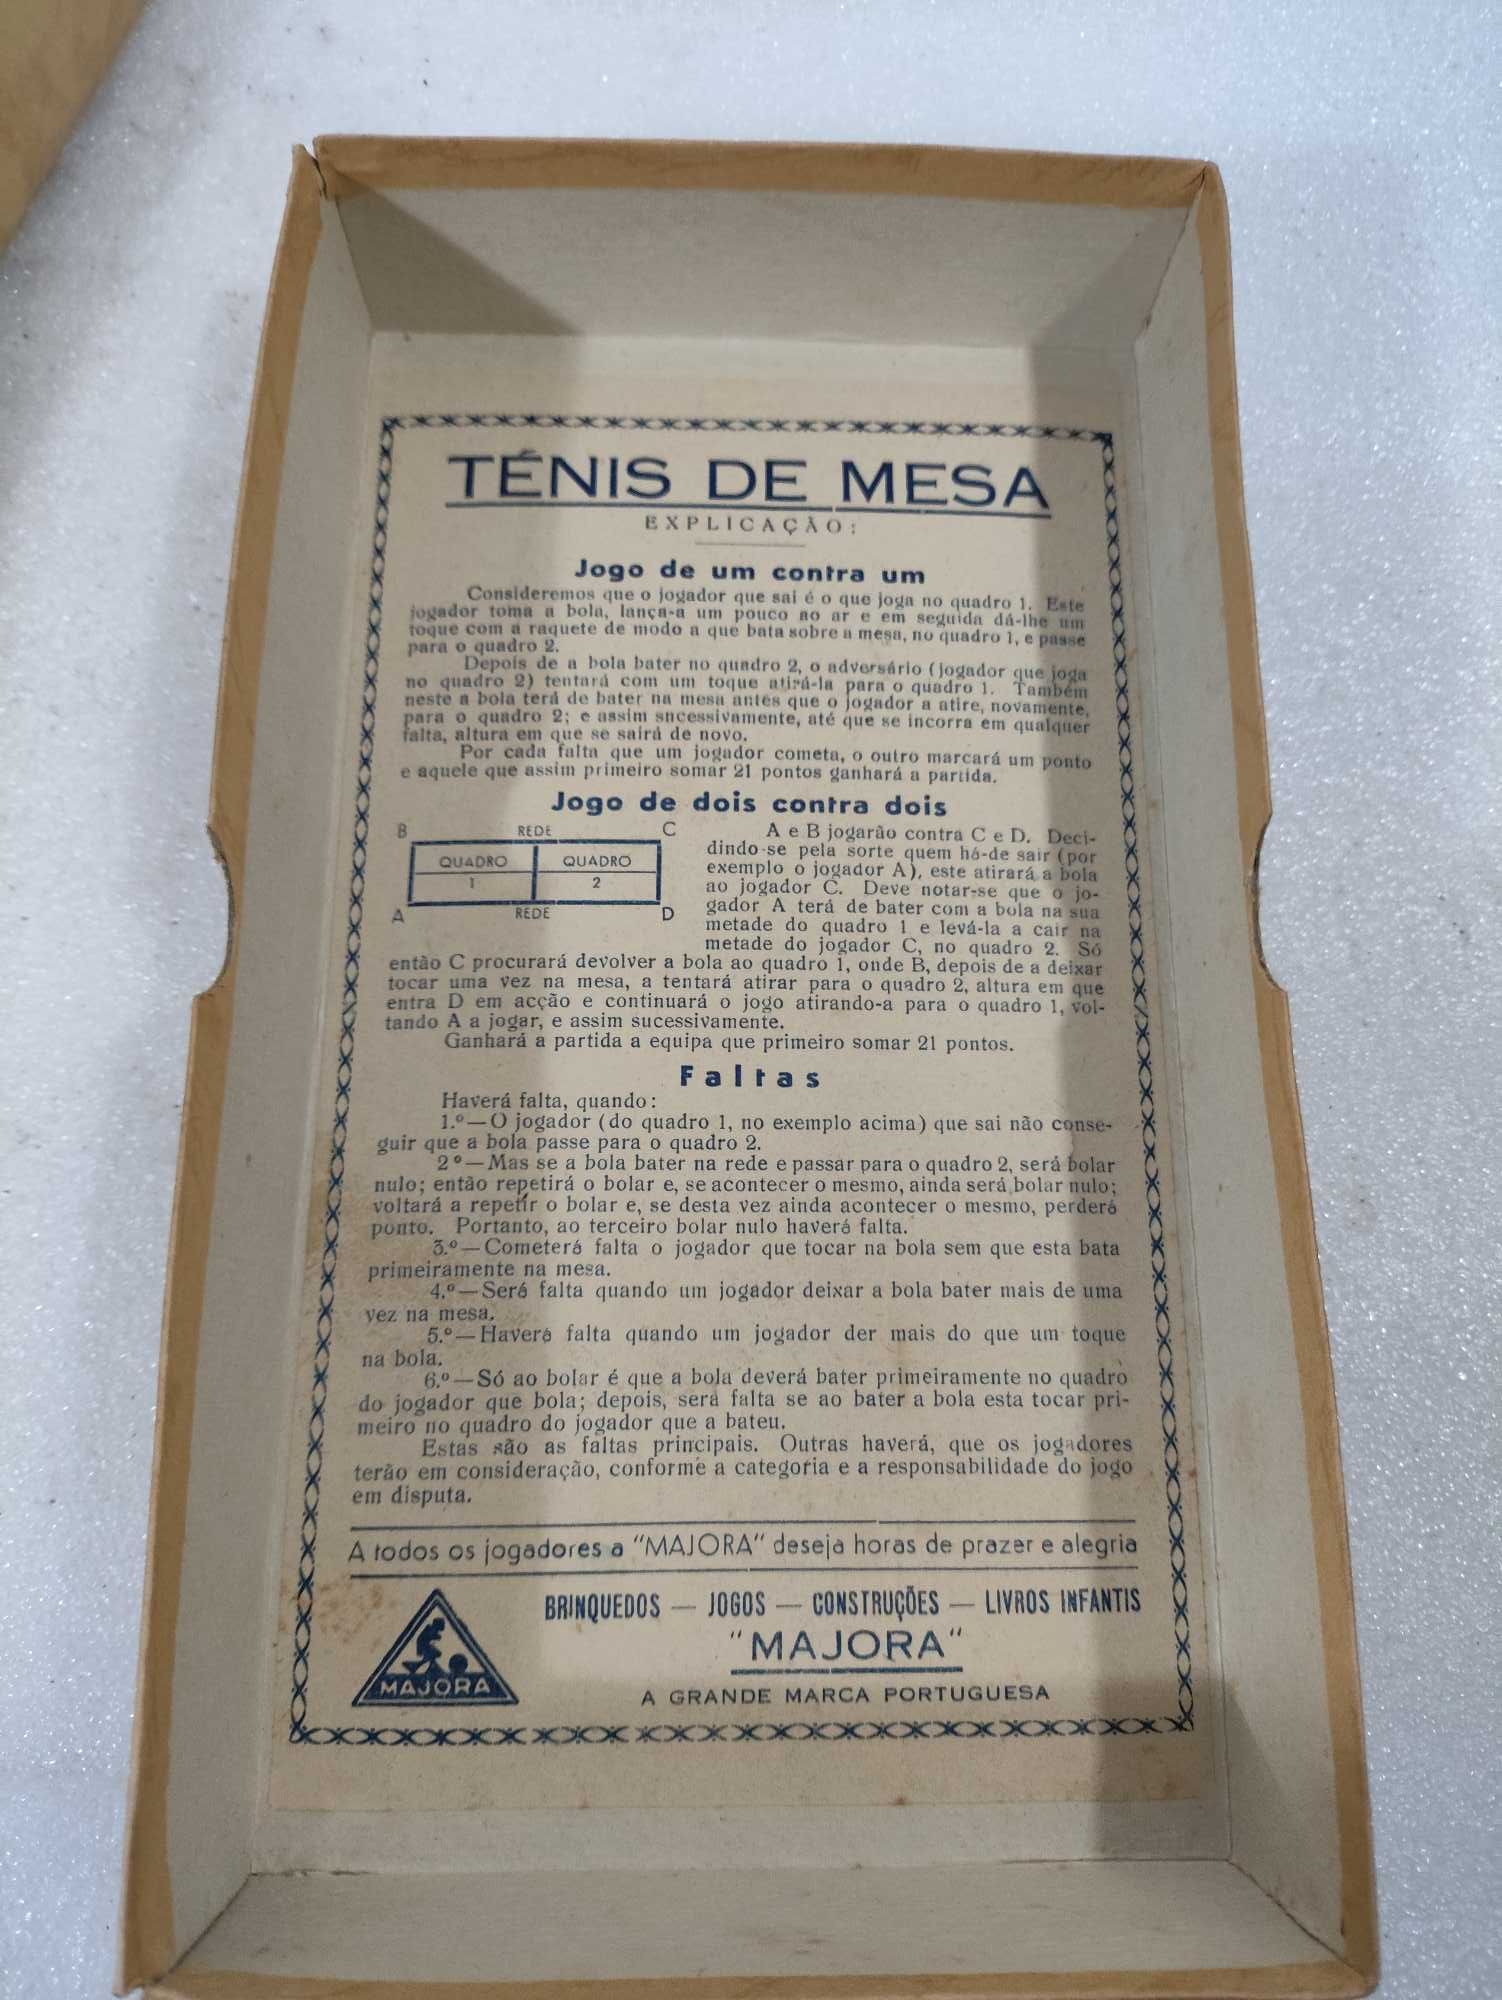 TÉNIS DE MESA
EXPLICAÇÃO:
Jogo de um contra um
Consideremos que o jogador que sai é o que joga no quadro 1. Este
jogador toma a bola, lança-a um pouco ao ar e em seguida dá-lhe um
toque com a raquete de modo a que bata sobre a mesa, no quadro 1, e passe
para o quadro 2.
Depois de a bola bater no quadro 2, o adversário (jogador que joga
no quadro 2) tentará com um toque atirá-la para o quadro 1. Também
neste a bola terá de bater na mesa antes que o jogador a atire, novamente,
para o quadro 2; e assim sucessivamente, até que se incorra em qualquer
falta, altura em que se sairá de novo.
Por cada falta que um jogador cometa, o outro marcará um ponto
e aquele que assim primeiro somar 21 pontos ganhará a partida.
Jogo de dois contra dois
B REDE C
QUADRO QUADRO
1 2
A REDE D
A e B jogarão contra C e D. Deci-
dindo-se pela sorte quem há-de sair (por
exemplo o jogador A), este atirará a bola
ao jogador C. Deve notar-se que o jo-
gador A terá de bater com a bola na sua
metade do quadro 1 e levá-la a cair na
metade do jogador C, no quadro 2. Só
então C procurará devolver a bola ao quadro 1, onde B, depois de a deixar
tocar uma vez na mesa, a tentará atirar para o quadro 2, altura em que
entra D em acção e continuará o jogo atirando-a para o quadro 1, vol-
tando A a jogar, e assim sucessivamente.
Ganhará a partida a equipa que primeiro somar 21 pontos.
Faltas
Haverá falta, quando:
1.º—O jogador (do quadro 1, no exemplo acima) que sai não conse-
guir que a bola passe para o quadro 2.
2º—Mas se a bola bater na rede e passar para o quadro 2, será bolar
nulo; então repetirá o bolar e, se acontecer o mesmo, ainda será bolar nulo;
voltará a repetir o bolar e, se desta vez ainda acontecer o mesmo, perderá
ponto. Portanto, ao terceiro bolar nulo haverá falta.
3.º—Cometerá falta o jogador que tocar na bola sem que esta bata
primeiramente na mesa.
4.º—Será falta quando um jogador deixar a bola bater mais de uma
vez na mesa.
5.º—Haverá falta quando um jogador der mais do que um toque
na bola.
6.º—Só ao bolar é que a bola deverá bater primeiramente no quadro
do jogador que bola; depois, será falta se ao bater a bola esta tocar pri-
meiro no quadro do jogador que a bateu.
Estas são as faltas principais. Outras haverá, que os jogadores
terão em consideração, conforme a categoria e a responsabilidade do jogo
em disputa.
A todos os jogadores a "MAJORA" deseja horas de prazer e alegria
BRINQUEDOS — JOGOS — CONSTRUÇÕES — LIVROS INFANTIS
"MAJORA"
MAJORA
A GRANDE MARCA PORTUGUESA